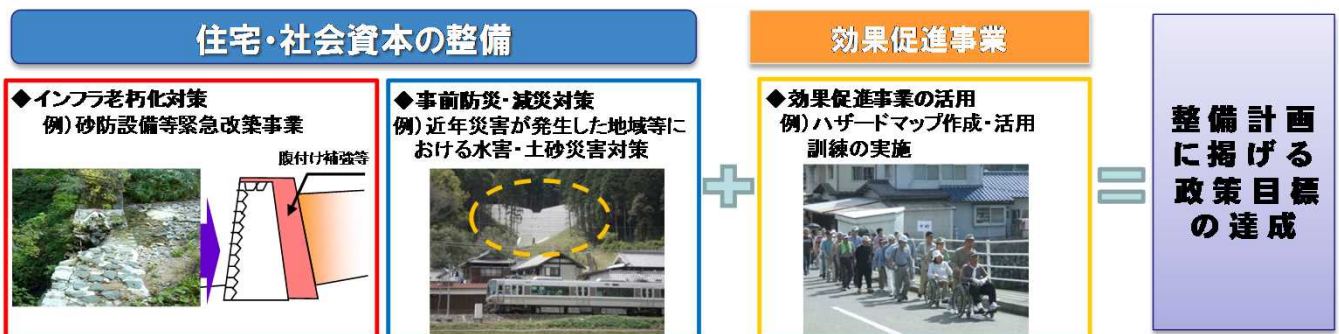 住宅・社会資本の整備
効果促進事業
◆インフラ老朽化対策
例)砂防設備等緊急改築事業
腹付け補強等
◆事前防災・減災対策
例)近年災害が発生した地域等に
おける水害・土砂災害対策
+
◆効果促進事業の活用
例)ハザードマップ作成・活用
訓練の実施
=
整備計画
に掲げる
政策目標
の達成